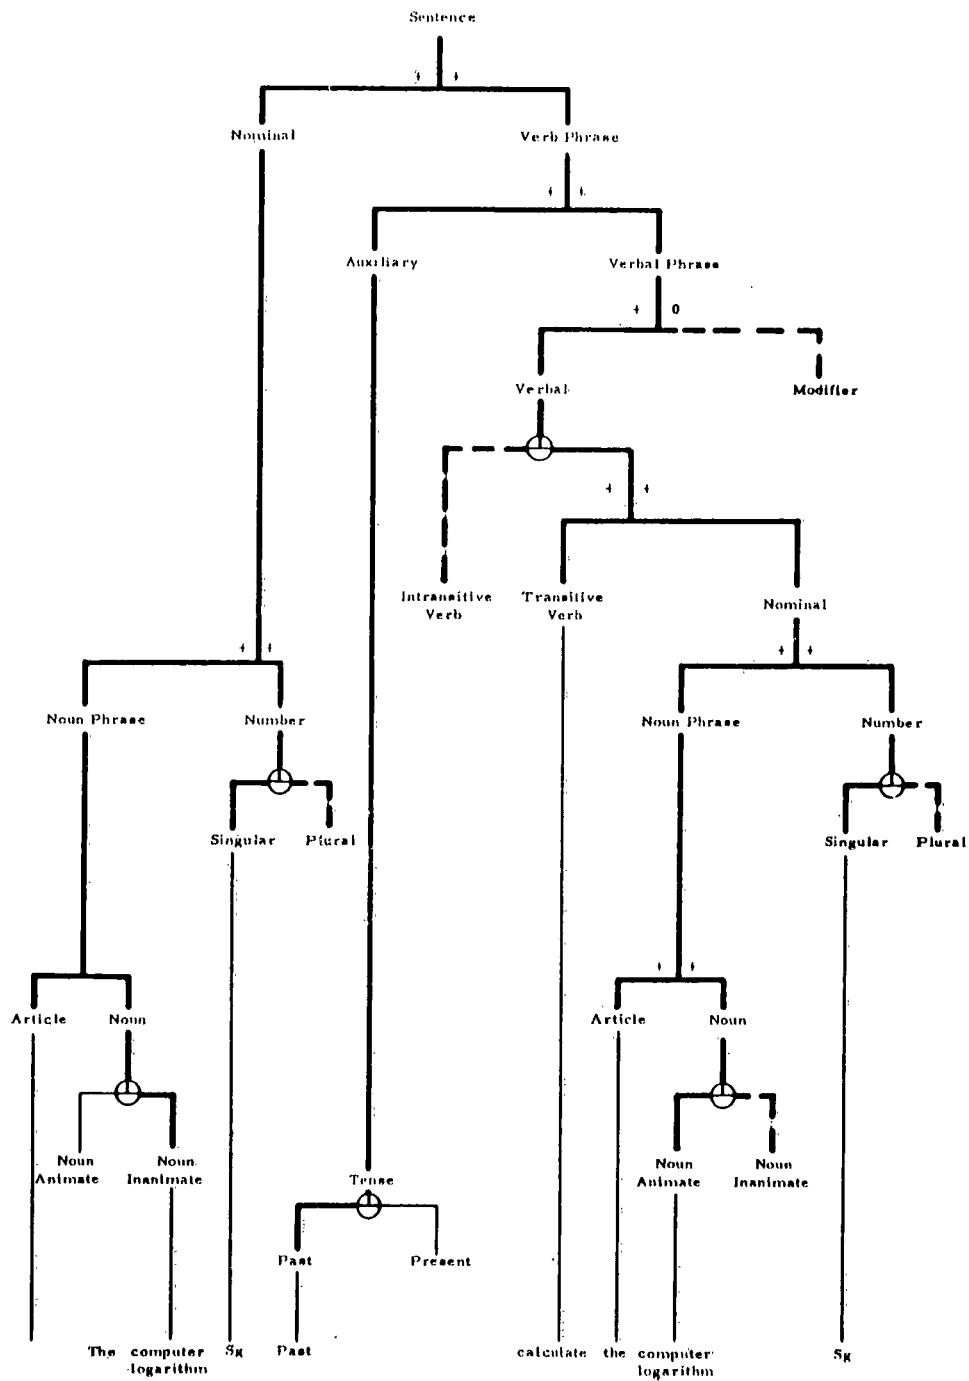 Sentence
+ +
Nominal Verb Phrase
+ +
Auxiliary Verbal Phrase
+ 0
Verbal Modifier
+ +
Intransitive Transitive
Verb Verb
Nominal
+ + + +
Noun Phrase Number Noun Phrase Number
Singular Plural Singular Plural
+ +
Article Noun Article Noun
Noun Noun Noun Noun
Animate Inanimate Animate Inanimate
Tense
Past Present
The computer Sg Past calculate the computer Sg
logarithm logarithm